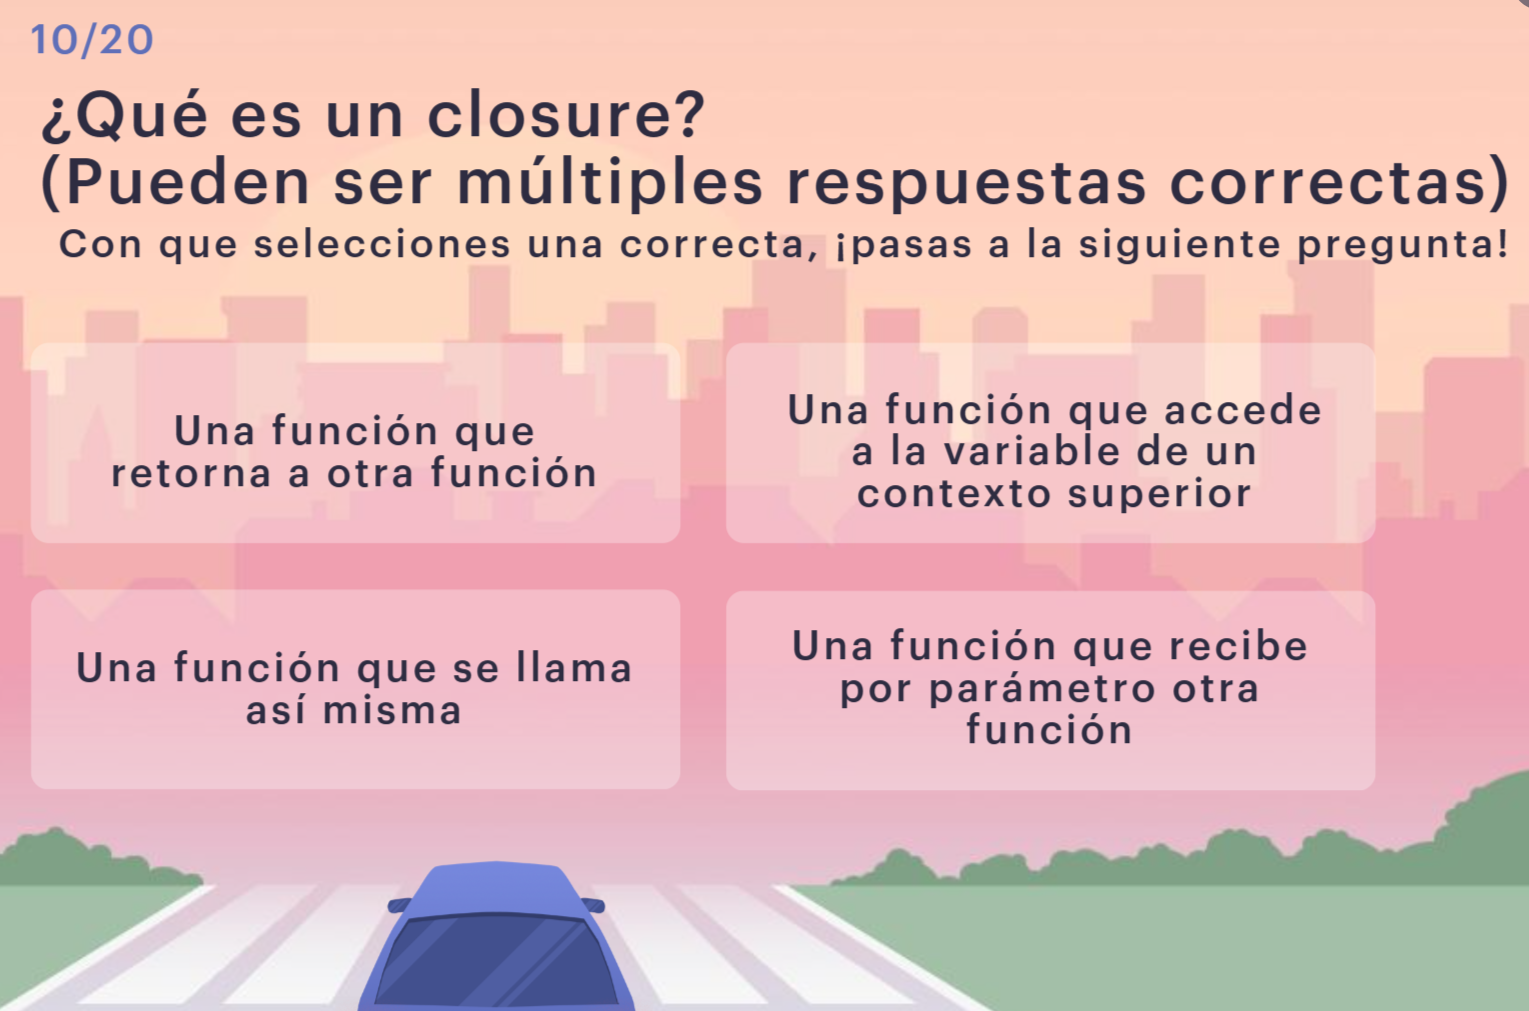 10/20
¿Qué es un closure?
(Pueden ser múltiples respuestas correctas)
Con que selecciones una correcta, ¡pasas a la siguiente pregunta!
Una función que
retorna a otra función
Una función que accede
a la variable de un
contexto superior
Una función que se llama
así misma
Una función que recibe
por parámetro otra
función